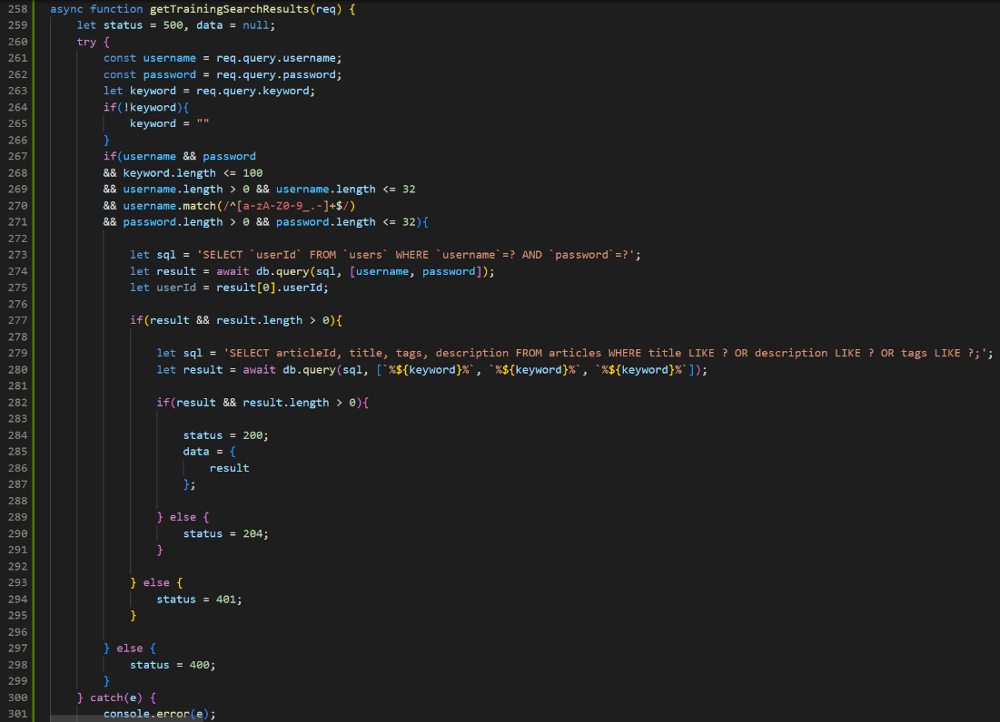 258 async function getTrainingSearchResults(req) {
259 let status = 500, data = null;
260 try {
261 const username = req.query.username;
262 const password = req.query.password;
263 let keyword = req.query.keyword;
264 if(!keyword){
265 keyword = ""
266 }
267 if(username && password
268 && keyword.length <= 100
269 && username.length > 0 && username.length <= 32
270 && username.match(/^[a-zA-Z0-9_.-]+$/)
271 && password.length > 0 && password.length <= 32){
272
273 let sql = 'SELECT `userId` FROM `users` WHERE `username`=? AND `password`=?';
274 let result = await db.query(sql, [username, password]);
275 let userId = result[0].userId;
276
277 if(result && result.length > 0){
278
279 let sql = 'SELECT articleId, title, tags, description FROM articles WHERE title LIKE ? OR description LIKE ? OR tags LIKE ?;';
280 let result = await db.query(sql, [`%${keyword}%`, `%${keyword}%`, `%${keyword}%`]);
281
282 if(result && result.length > 0){
283
284 status = 200;
285 data = {
286 result
287 };
288
289 } else {
290 status = 204;
291 }
292
293 } else {
294 status = 401;
295 }
296
297 } else {
298 status = 400;
299 }
300 } catch(e) {
301 console.error(e);